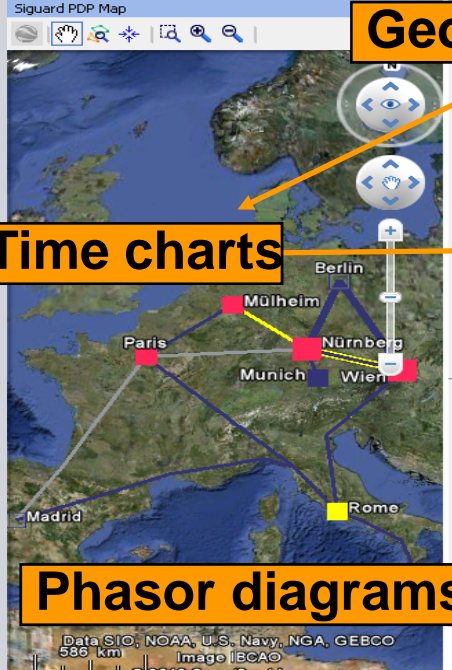 Siguard PDP Map
Geo
N
Time charts
Berlin
Mülheim
Paris
Nürnberg
Munich
Wien
Madrid
Rome
Phasor diagrams
Data SIO, NOAA, U.S. Navy, NGA, GEBCO
586 km
Image IBCAO